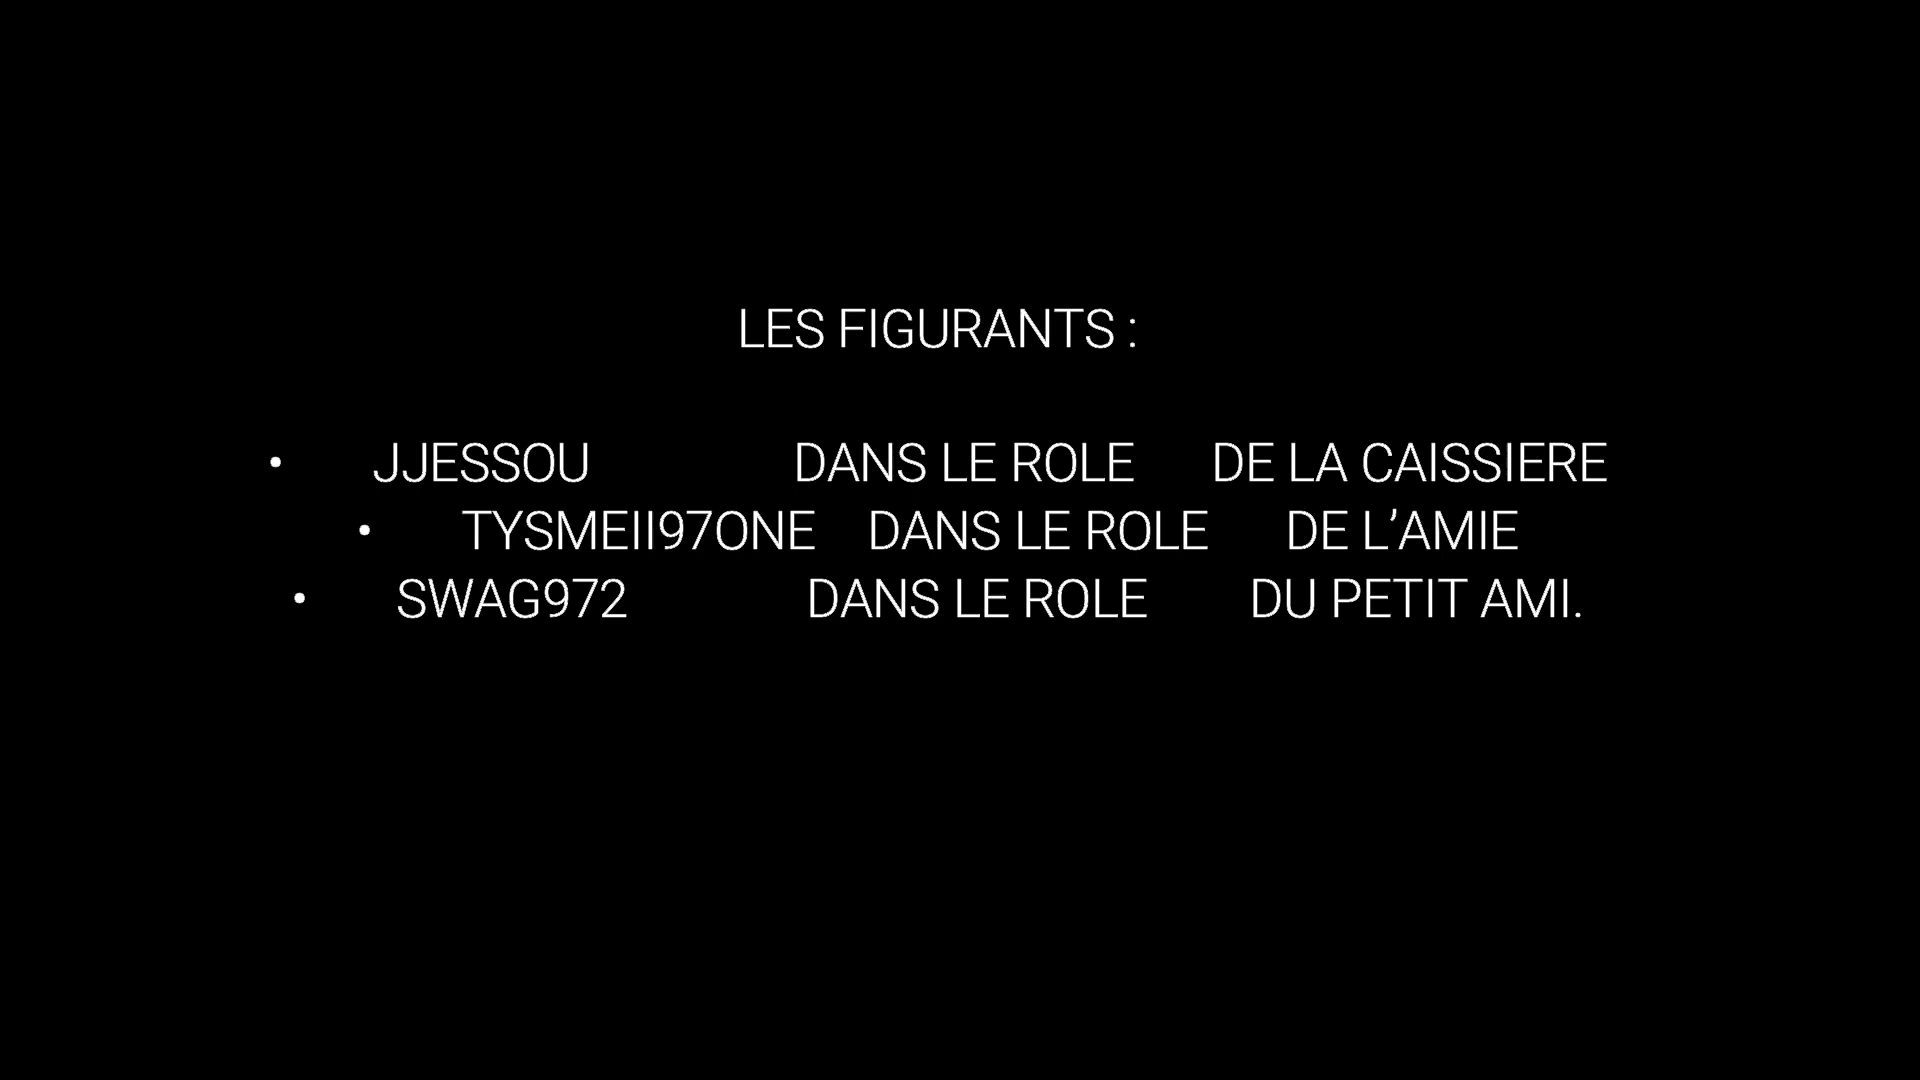 LES FIGURANTS :
• JJESSOU DANS LE ROLE DE LA CAISSIERE
• TYSMEII97ONE DANS LE ROLE DE L’AMIE
• SWAG972 DANS LE ROLE DU PETIT AMI.